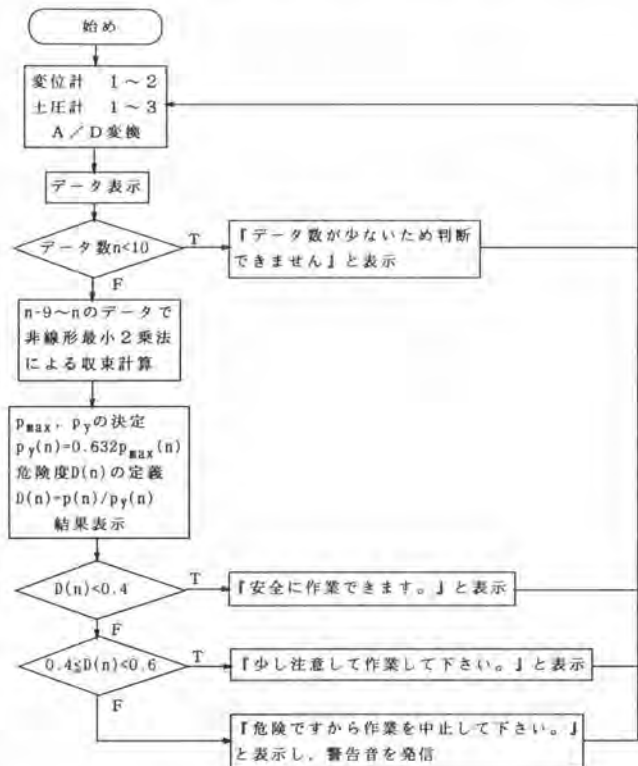 始め
変位計 1～2
土圧計 1～3
A／D変換
データ表示
データ数n<10
T
『データ数が少ないため判断
できません』と表示
F
n-9～nのデータで
非線形最小2乗法
による収束計算
pmax, pyの決定
py(n)=0.632pmax(n)
危険度D(n)の定義
D(n)=p(n)/py(n)
結果表示
D(n)<0.4
T
『安全に作業できます。』と表示
F
0.4≦D(n)<0.6
T
『少し注意して作業して下さい。』と表示
F
『危険ですから作業を中止して下さい。』
と表示し、警告音を発信